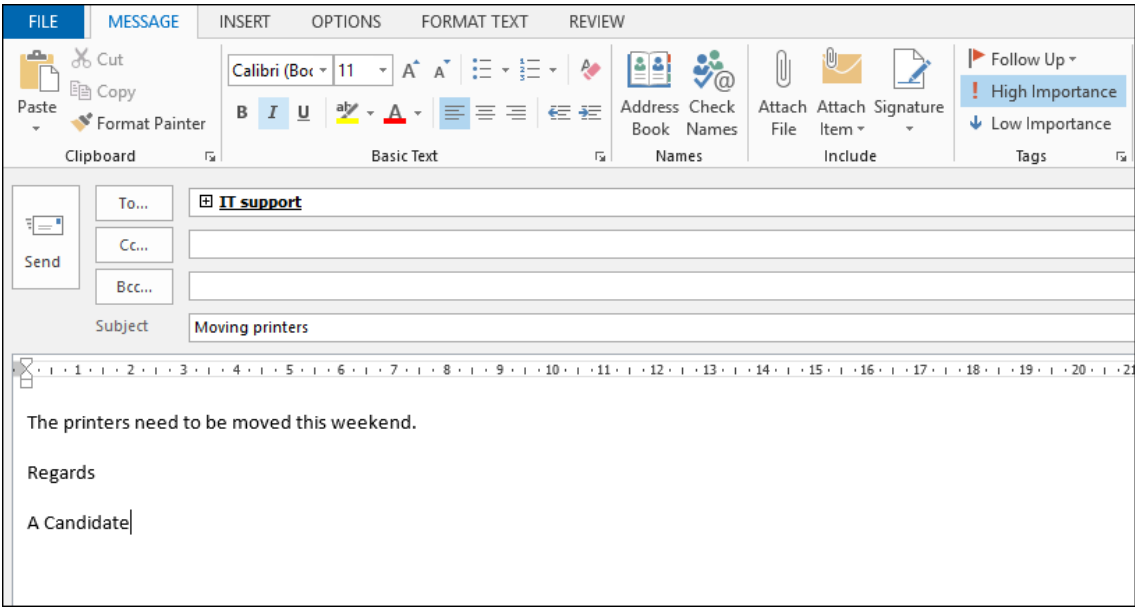 FILE MESSAGE INSERT OPTIONS FORMAT TEXT REVIEW
Paste
Cut
Copy
Format Painter
Clipboard
Calibri (Boc 11 A A
B I U aby A
Basic Text
Address Book
Check Names
Names
Attach File
Attach Item
Signature
Include
Follow Up
High Importance
Low Importance
Tags
Send
To... IT support
Cc...
Bcc...
Subject Moving printers
1 2 3 4 5 6 7 8 9 10 11 12 13 14 15 16 17 18 19 20 21
The printers need to be moved this weekend.
Regards
A Candidate